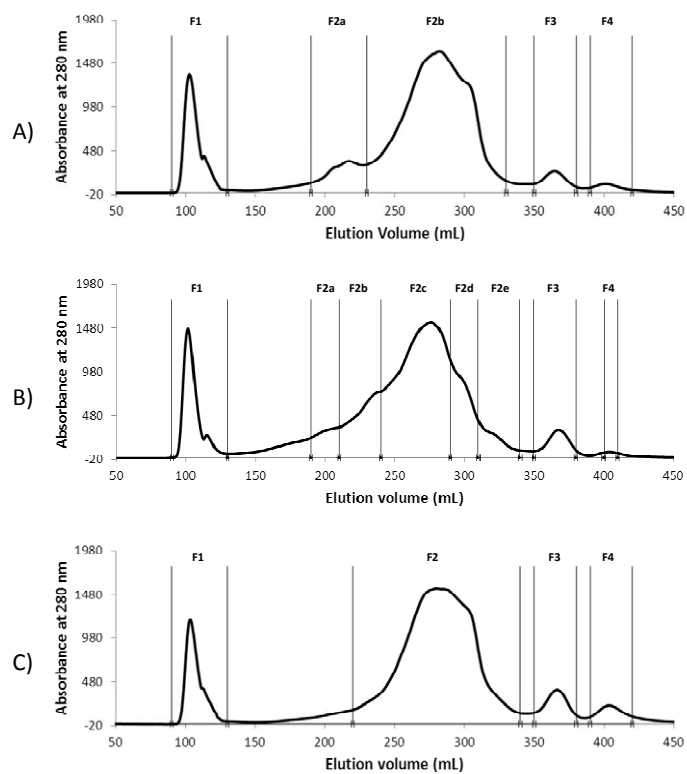 F1 F2a F2b F3 F4
1980
1480
980
480
-20
Absorbance at 280 nm
A)
50 100 150 200 250 300 350 400 450
Elution Volume (mL)
F1 F2a F2b F2c F2d F2e F3 F4
1980
1480
980
480
-20
Absorbance at 280 nm
B)
50 100 150 200 250 300 350 400 450
Elution volume (mL)
F1 F2 F3 F4
1980
1480
980
480
-20
Absorbance at 280 nm
C)
50 100 150 200 250 300 350 400 450
Elution volume (mL)